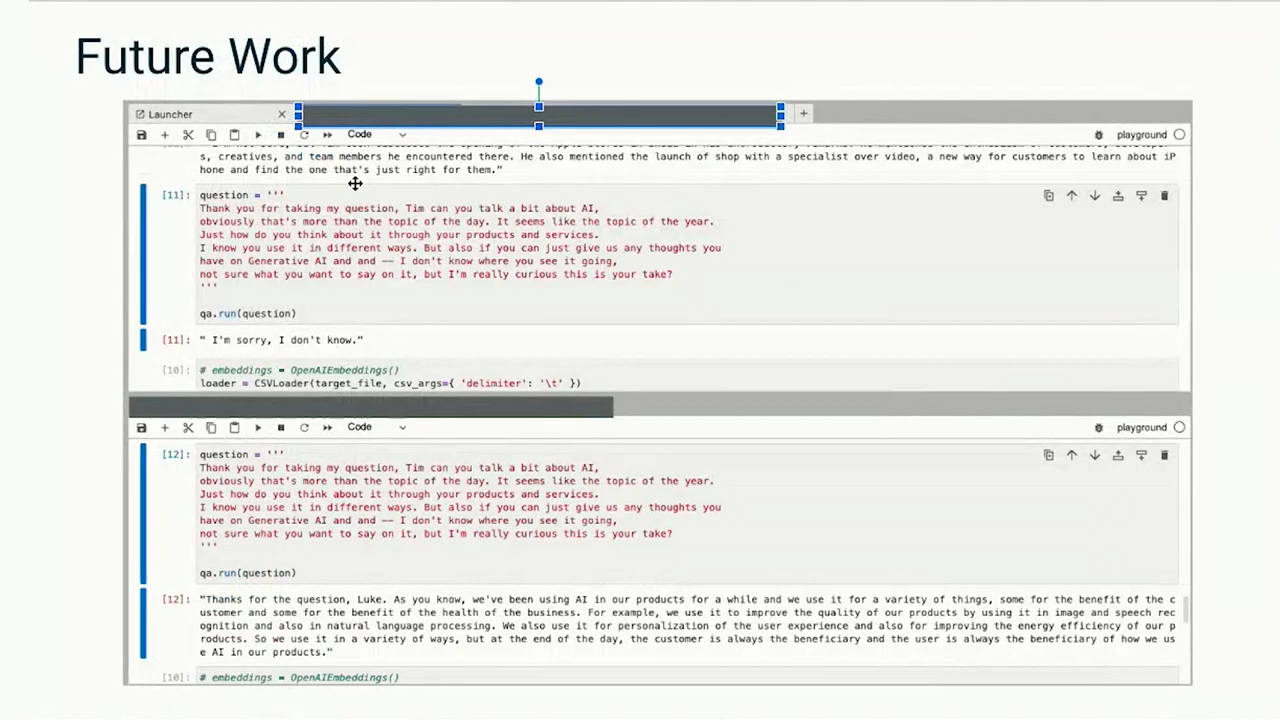 Future Work
Launcher
Code
playground
s, creatives, and team members he encountered there. He also mentioned the launch of shop with a specialist over video, a new way for customers to learn about iP
hone and find the one that's just right for them."
[11]: question = '''
Thank you for taking my question, Tim can you talk a bit about AI,
obviously that's more than the topic of the day. It seems like the topic of the year.
Just how do you think about it through your products and services.
I know you use it in different ways. But also if you can just give us any thoughts you
have on Generative AI and and -- I don't know where you see it going,
not sure what you want to say on it, but I'm really curious this is your take?
'''
qa.run(question)
[11]: " I'm sorry, I don't know."
[10]: # embeddings = OpenAIEmbeddings()
loader = CSVLoader(target_file, csv_args={ 'delimiter': '\t' })
Code
playground
[12]: question = '''
Thank you for taking my question, Tim can you talk a bit about AI,
obviously that's more than the topic of the day. It seems like the topic of the year.
Just how do you think about it through your products and services.
I know you use it in different ways. But also if you can just give us any thoughts you
have on Generative AI and and -- I don't know where you see it going,
not sure what you want to say on it, but I'm really curious this is your take?
'''
qa.run(question)
[12]: "Thanks for the question, Luke. As you know, we've been using AI in our products for a while and we use it for a variety of things, some for the benefit of the c
ustomer and some for the benefit of the health of the business. For example, we use it to improve the quality of our products by using it in image and speech rec
ognition and also in natural language processing. We also use it for personalization of the user experience and also for improving the energy efficiency of our p
roducts. So we use it in a variety of ways, but at the end of the day, the customer is always the beneficiary and the user is always the beneficiary of how we us
e AI in our products."
[10]: # embeddings = OpenAIEmbeddings()